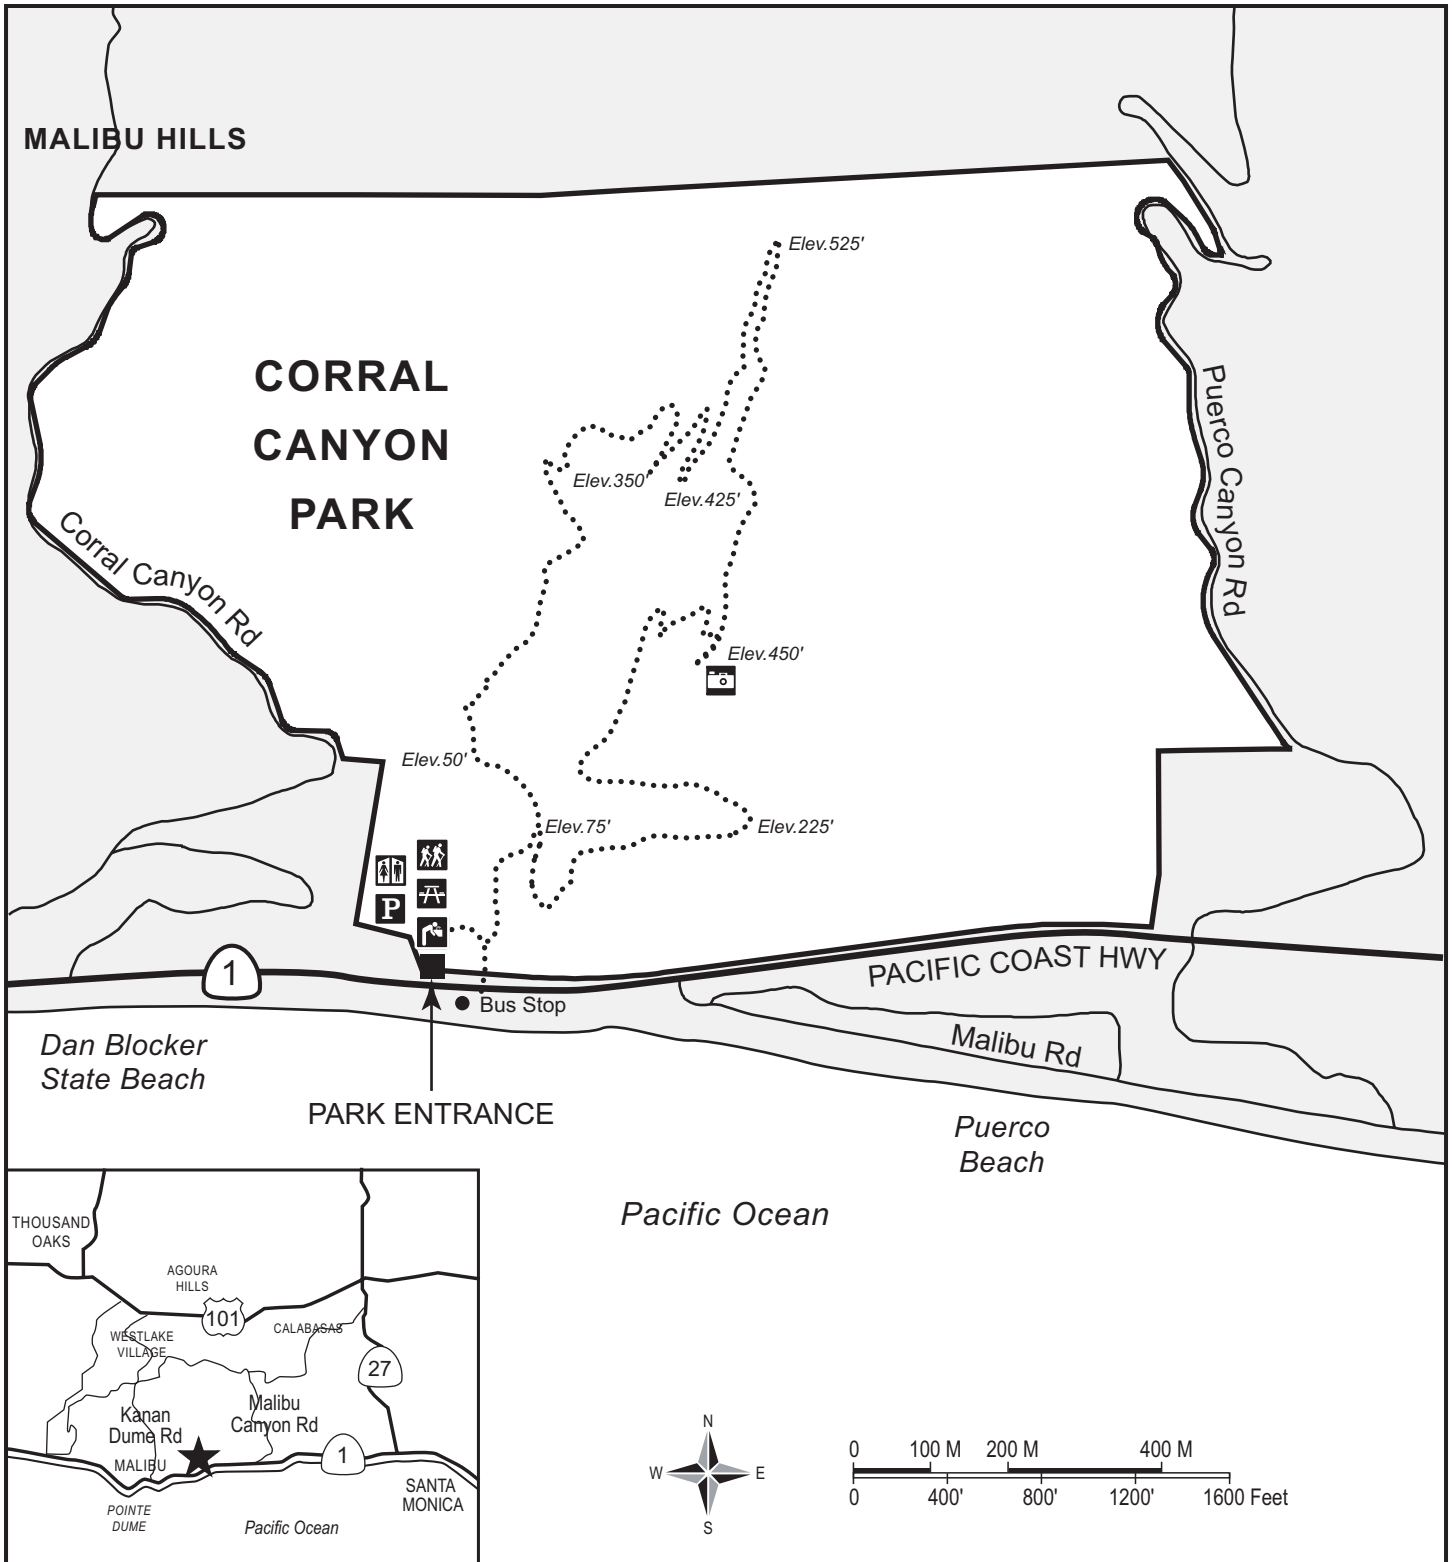 MALIBU HILLS
Elev.525'
CORRAL
CANYON
PARK
Puerco Canyon Rd
Elev.350'
Elev.425'
Corral Canyon Rd
Elev.450'
Elev.50'
Elev.75'
Elev.225'
P
1
PACIFIC COAST HWY
Bus Stop
Malibu Rd
Dan Blocker
State Beach
PARK ENTRANCE
Puerco
Beach
Pacific Ocean
THOUSAND
OAKS
AGOURA
HILLS
101
CALABASAS
WESTLAKE
VILLAGE
27
Kanan
Dume Rd
Malibu
Canyon Rd
1
MALIBU
SANTA
MONICA
POINTE
DUME
Pacific Ocean
N
W E
S
0 100 M 200 M 400 M
0 400' 800' 1200' 1600 Feet